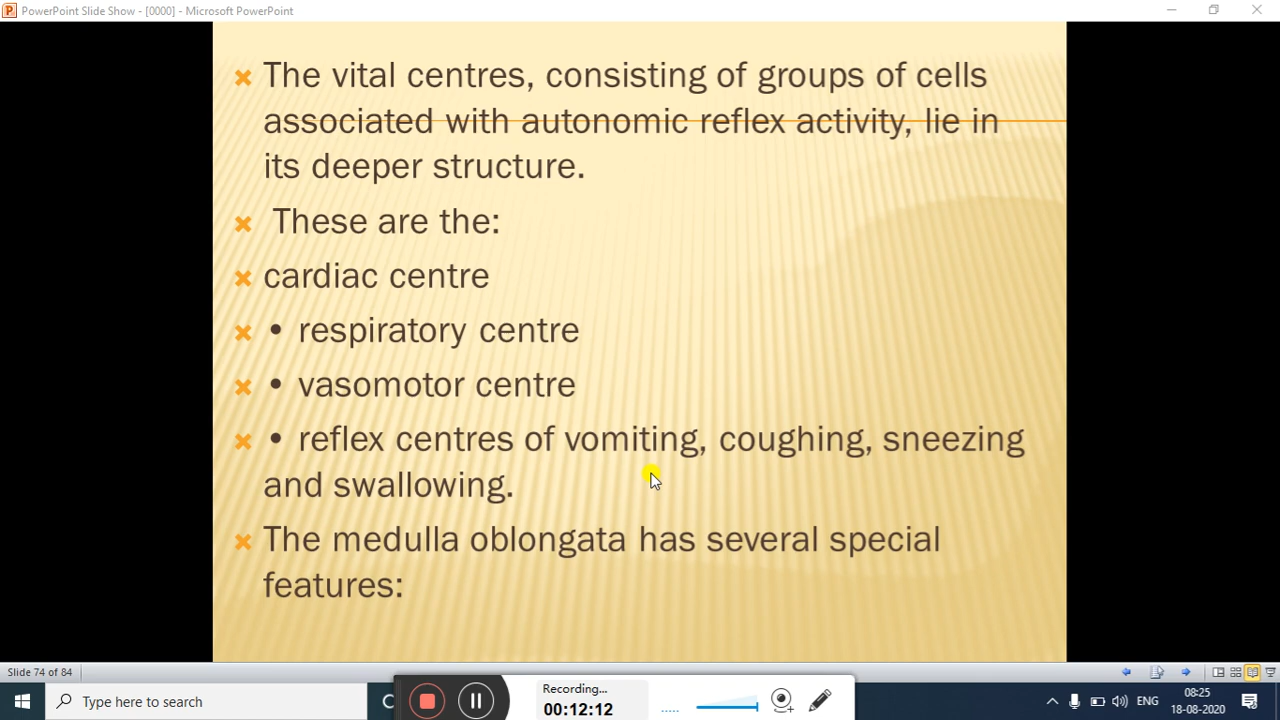 PowerPoint Slide Show - [0000] - Microsoft PowerPoint
The vital centres, consisting of groups of cells
associated with autonomic reflex activity, lie in
its deeper structure.
These are the:
cardiac centre
• respiratory centre
• vasomotor centre
• reflex centres of vomiting, coughing, sneezing
and swallowing.
The medulla oblongata has several special
features:
Slide 74 of 84
Type here to search
Recording...
00:12:12
ENG
08:25
18-08-2020